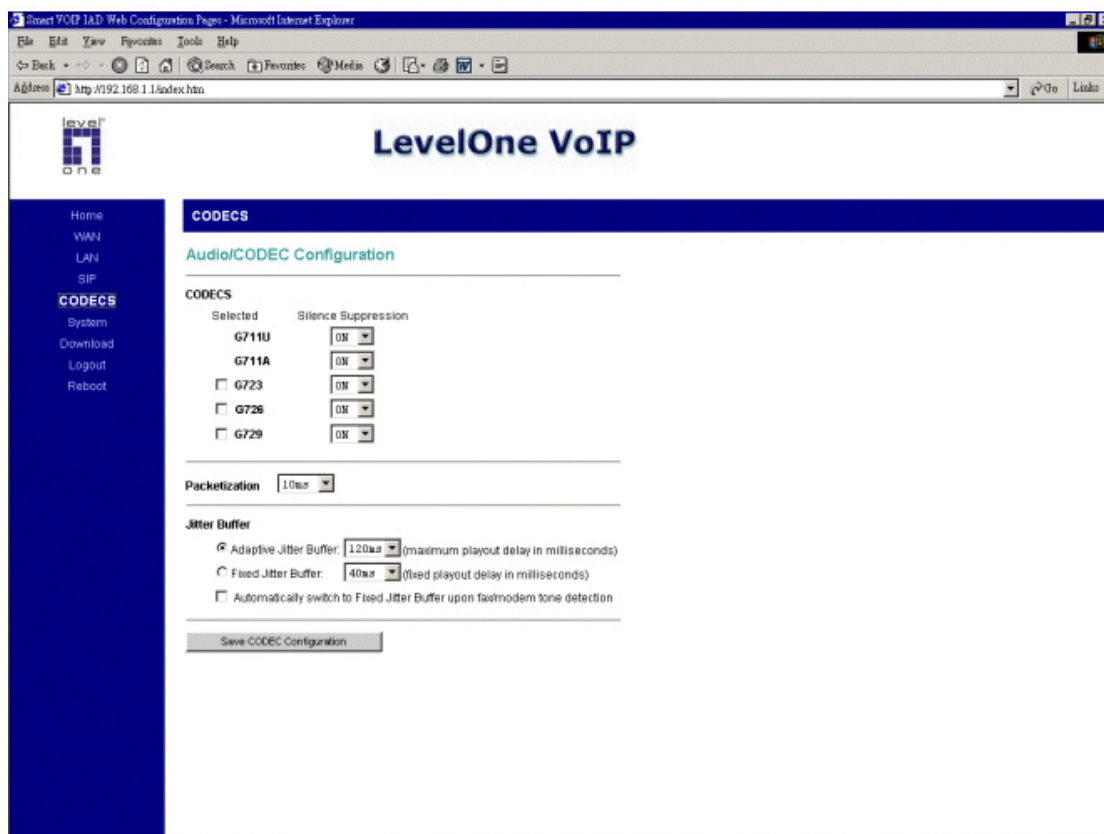 Smart VOIP IAD Web Configuration Pages - Microsoft Internet Explorer
File Edit View Favorites Tools Help
Back Search Favorites Media
Address http://192.168.1.1/index.htm Go Links
level one
LevelOne VoIP
Home
WAN
LAN
SIP
CODECS
System
Download
Logout
Reboot
CODECS
Audio/CODEC Configuration
CODECS
Selected Silence Suppression
G711U ON
G711A ON
G723 ON
G726 ON
G729 ON
Packetization 10ms
Jitter Buffer
Adaptive Jitter Buffer: 120ms (maximum playout delay in milliseconds)
Fixed Jitter Buffer: 40ms (fixed playout delay in milliseconds)
Automatically switch to Fixed Jitter Buffer upon fax/modem tone detection
Save CODEC Configuration